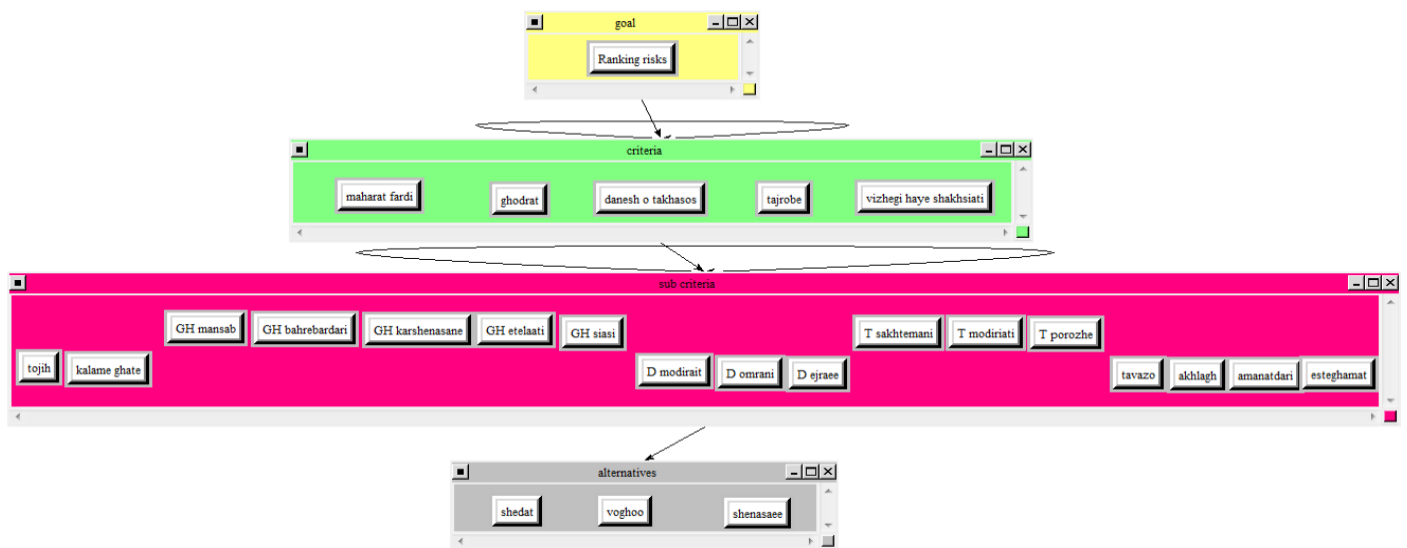 goal
Ranking risks
criteria
maharat fardi
ghodrat
danesh o takhasos
tajrobe
vizhegi haye shakhsiati
sub criteria
tojih
kalame ghate
GH mansab
GH bahrebardari
GH karshenasane
GH etelaati
GH siasi
D modirait
D omrani
D ejraee
T sakhtemani
T modiriati
T porozhe
tavazo
akhlagh
amanatdari
esteghamat
alternatives
shedat
voghoo
shenasaee